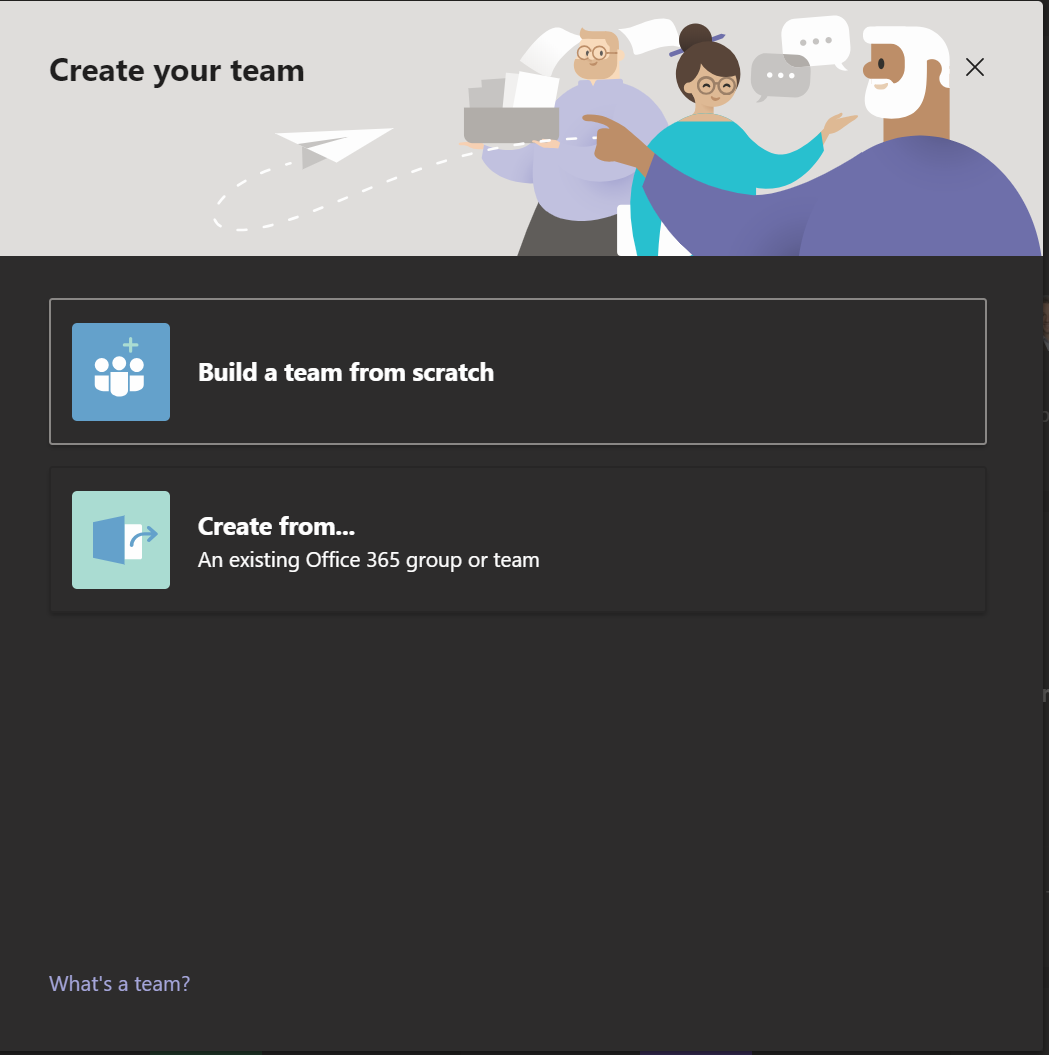 Create your team
Build a team from scratch
Create from...
An existing Office 365 group or team
What's a team?